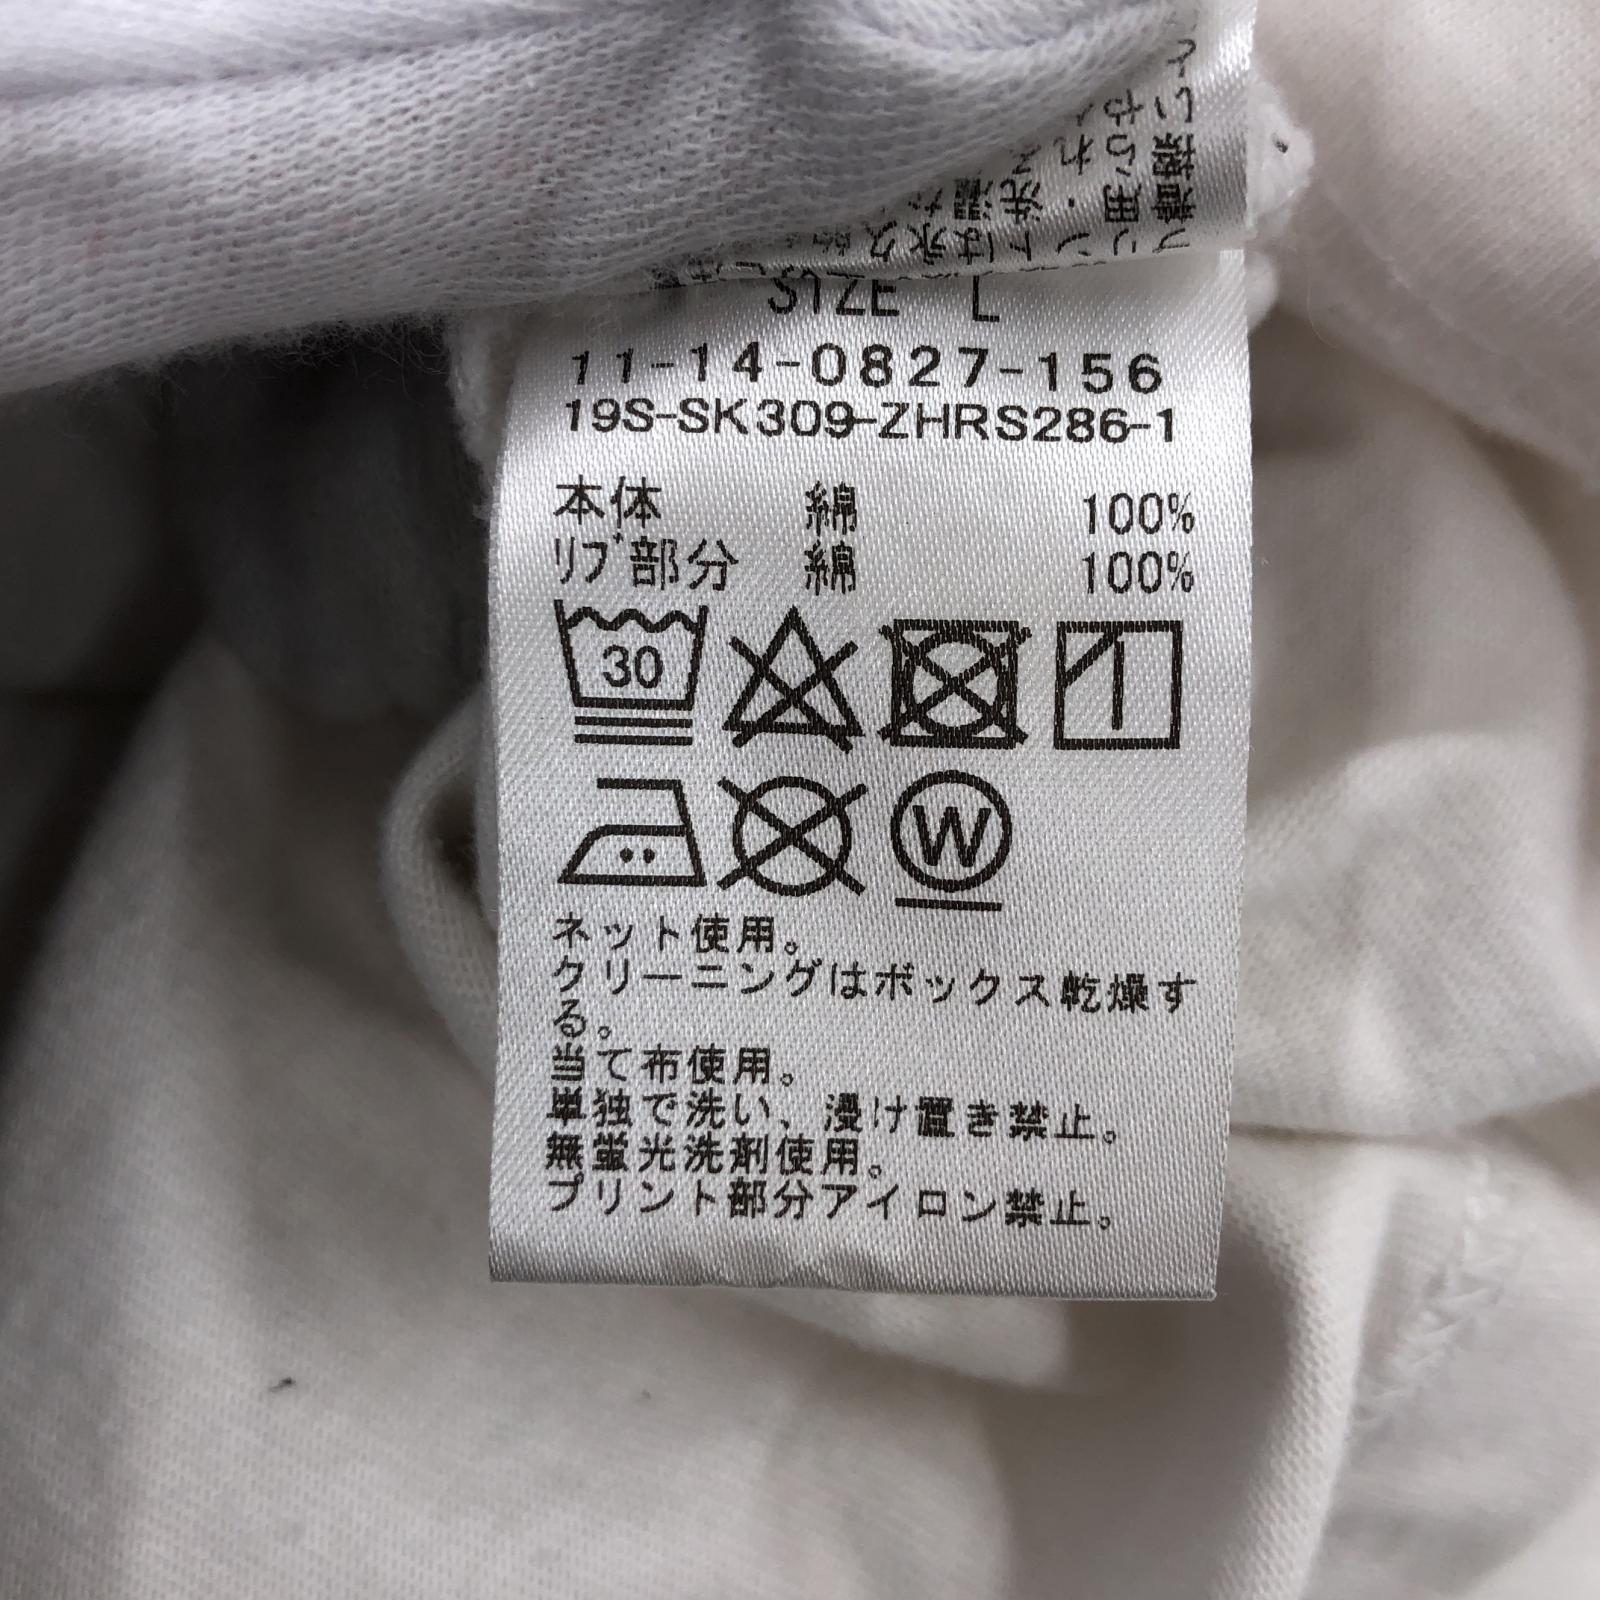 SIZE L
11-14-0827-156
19S-SK309-ZHRS286-1
本体 綿 100%
リブ部分 綿 100%
30
W
ネット使用。
クリーニングはボックス乾燥す
る。
当て布使用。
単独で洗い、浸け置き禁止。
無蛍光洗剤使用。
プリント部分アイロン禁止。